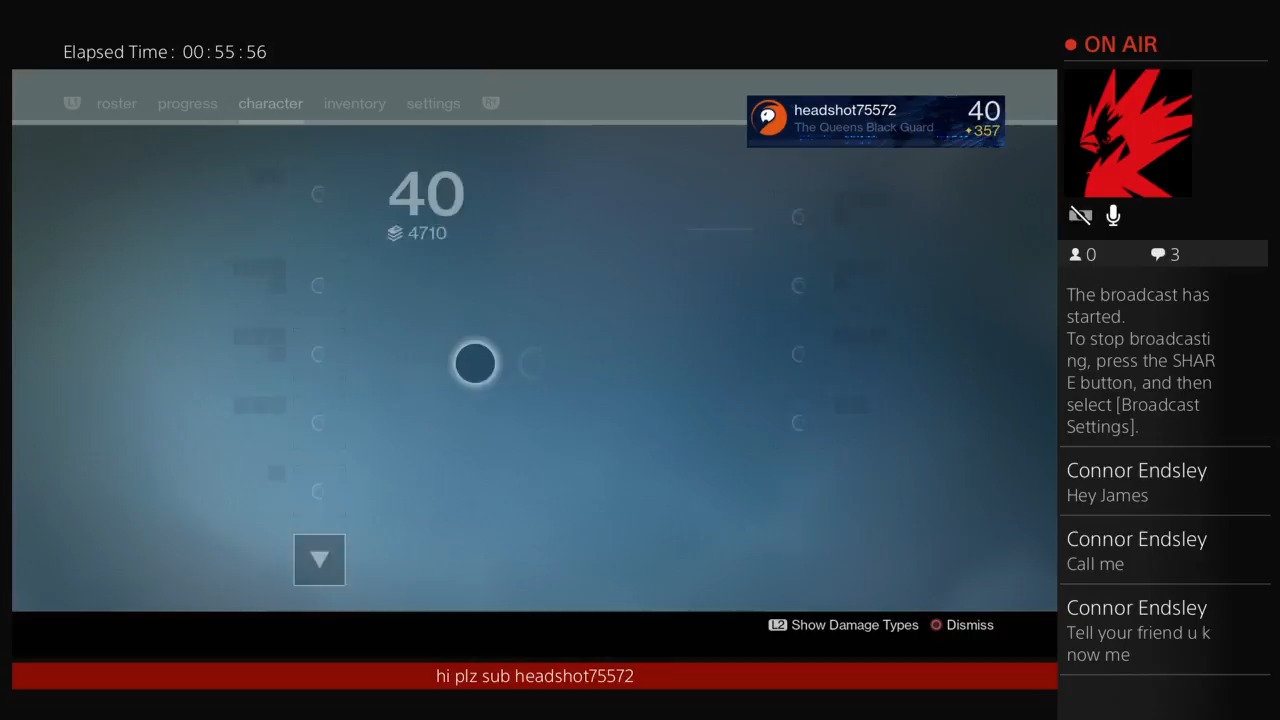 Elapsed Time: 00:55:56
ON AIR
L1 roster progress character inventory settings R1
headshot75572 40
The Queens Black Guard 357
40
4710
0 3
The broadcast has
started.
To stop broadcasti
ng, press the SHAR
E button, and then
select [Broadcast
Settings].
Connor Endsley
Hey James
Connor Endsley
Call me
Connor Endsley
Tell your friend u k
now me
L2 Show Damage Types Dismiss
hi plz sub headshot75572